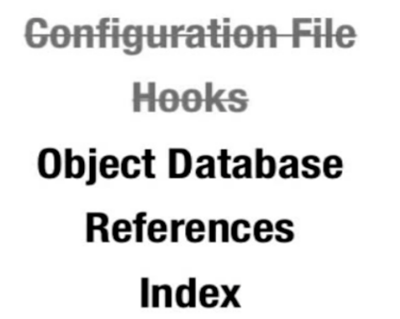 Configuration File
Hooks
Object Database
References
Index